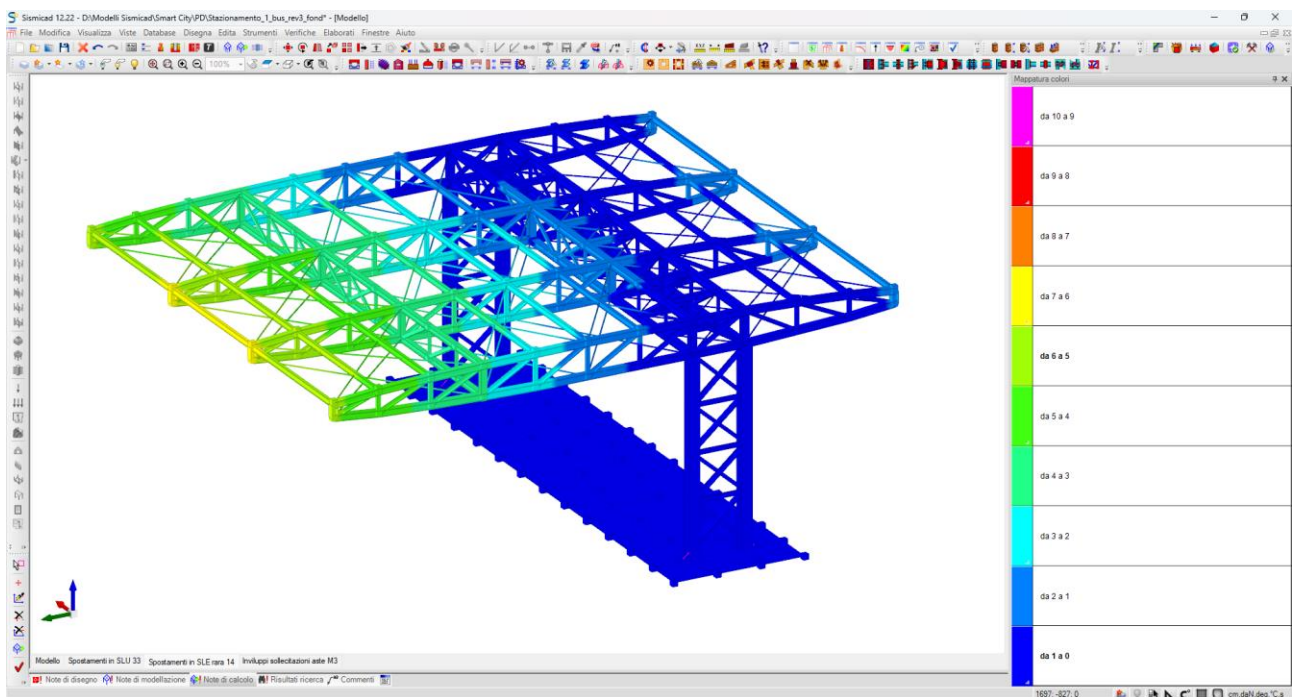 Sismicad 12.22 - D:\Modelli Sismicad\Smart City\PD\Stazionamento_1_bus_rev3_fond* - [Modello]
File Modifica Visualizza Viste Database Disegna Edita Strumenti Verifiche Elaborati Finestre Aiuto
100%
Mappatura colori
da 10 a 9
da 9 a 8
da 8 a 7
da 7 a 6
da 6 a 5
da 5 a 4
da 4 a 3
da 3 a 2
da 2 a 1
da 1 a 0
Modello Spostamenti in SLU 33 Spostamenti in SLE rara 14 Inviluppi sollecitazioni aste M3
Note di disegno Note di modellazione Note di calcolo Risultati ricerca Commenti
1697; -827; 0 cm,daN,deg,°C,s